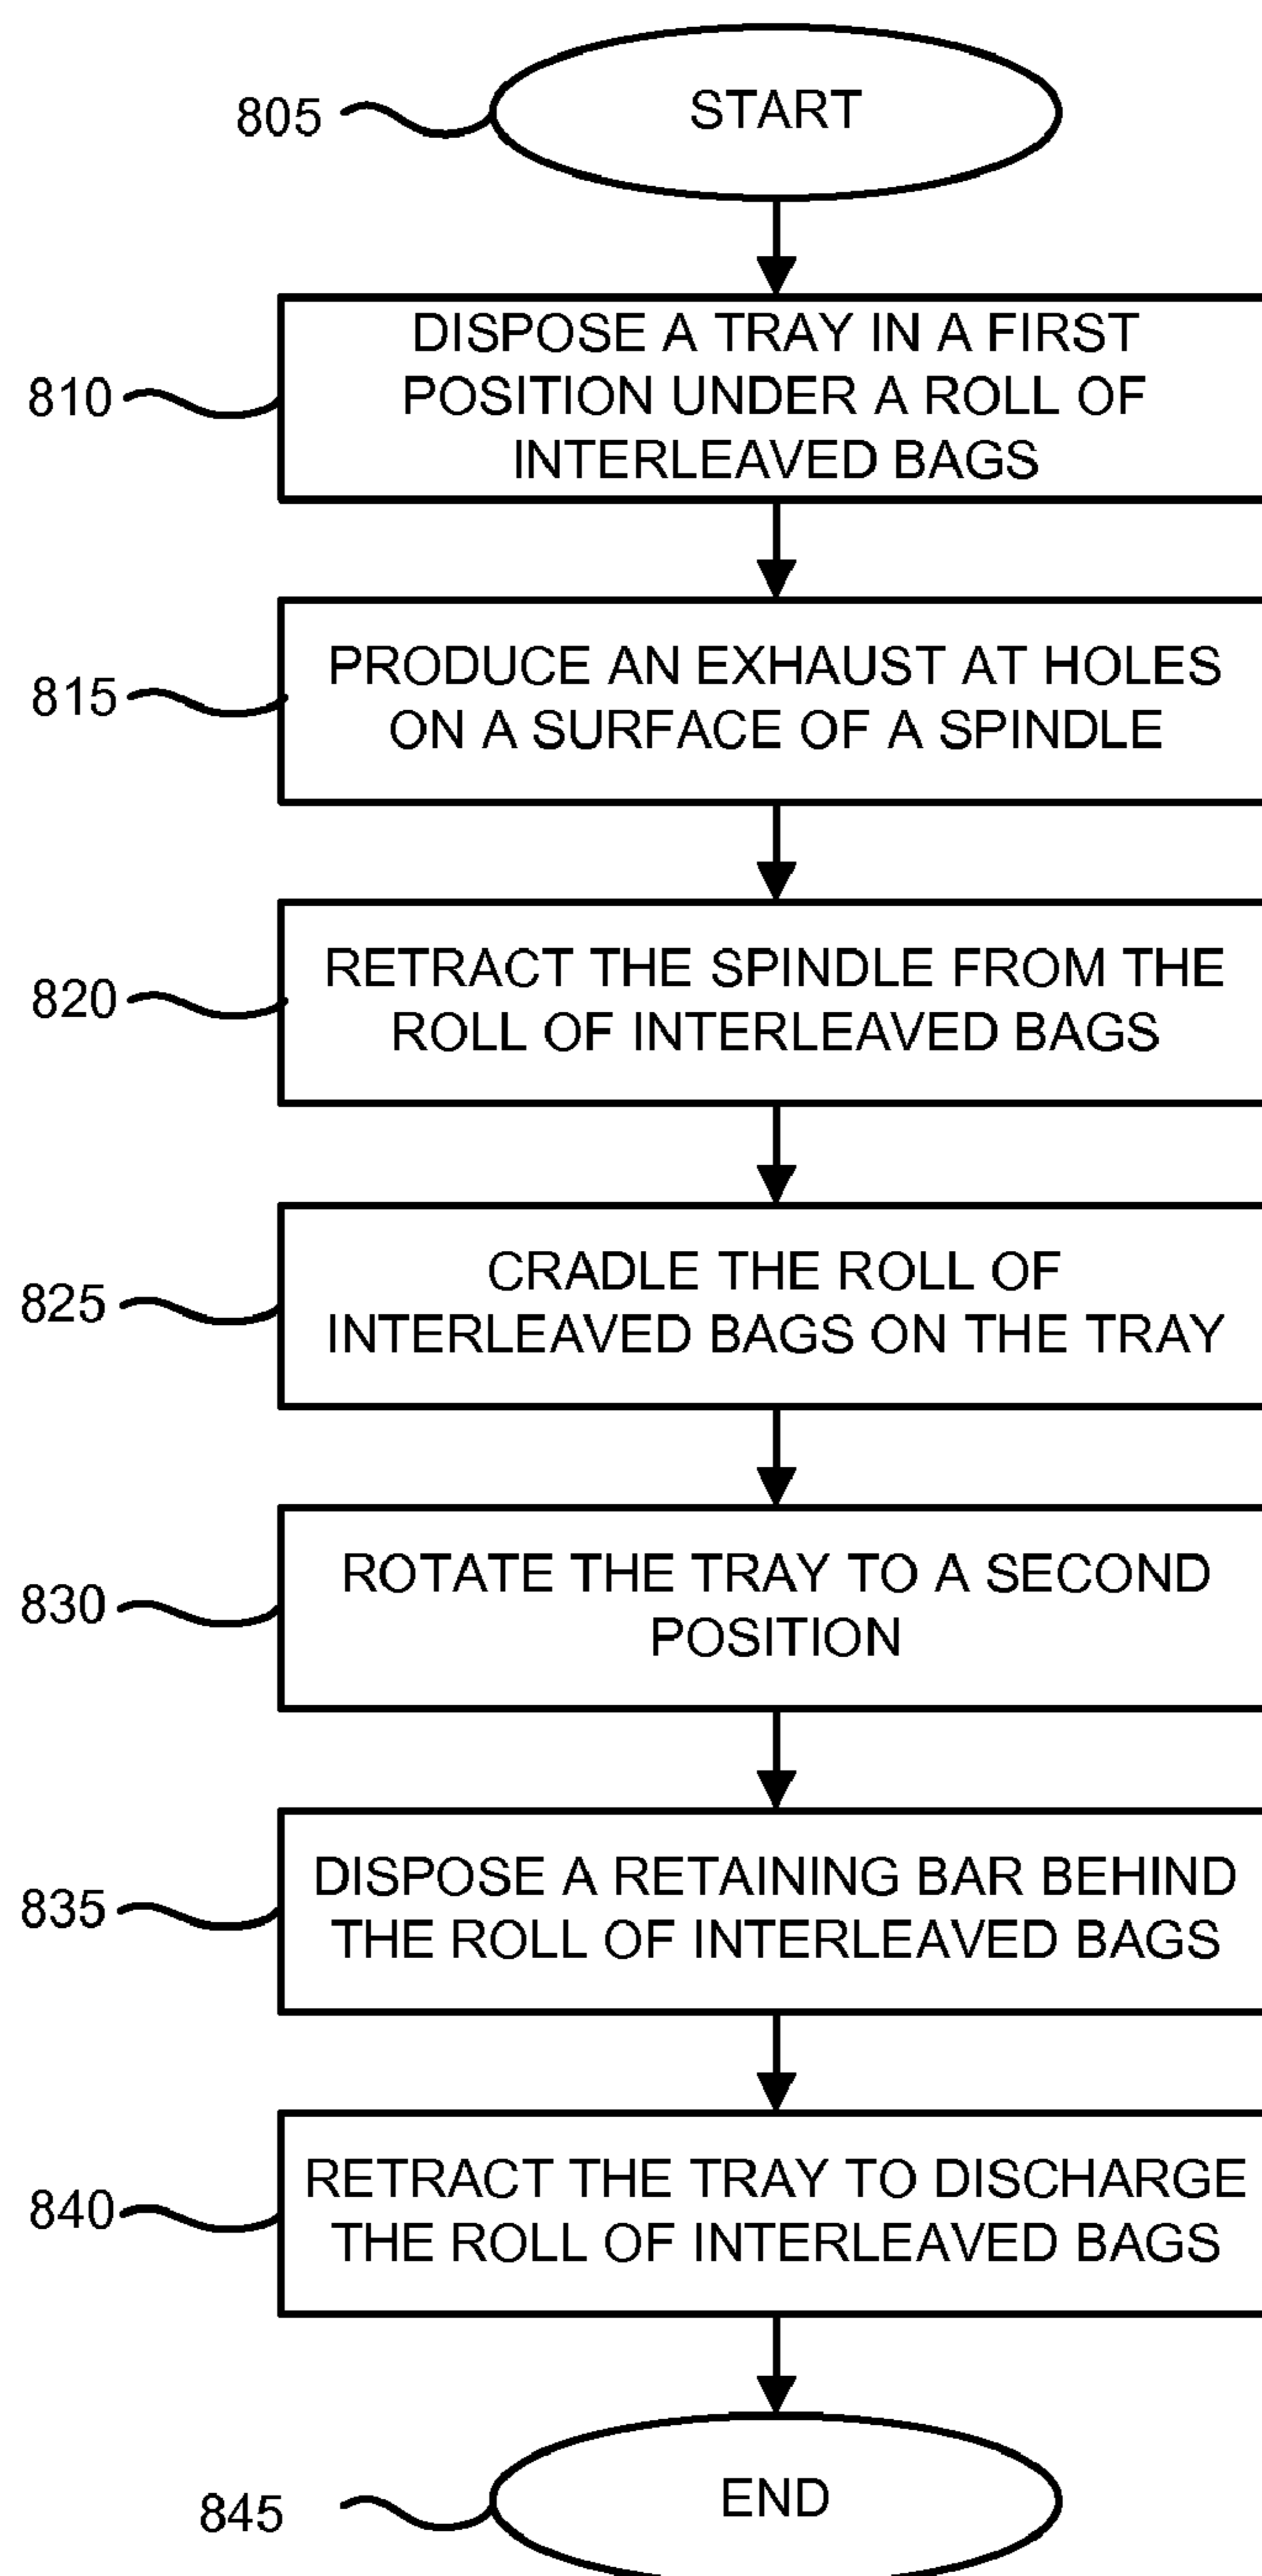 805
START
810
DISPOSE A TRAY IN A FIRST
POSITION UNDER A ROLL OF
INTERLEAVED BAGS
815
PRODUCE AN EXHAUST AT HOLES
ON A SURFACE OF A SPINDLE
820
RETRACT THE SPINDLE FROM THE
ROLL OF INTERLEAVED BAGS
825
CRADLE THE ROLL OF
INTERLEAVED BAGS ON THE TRAY
830
ROTATE THE TRAY TO A SECOND
POSITION
835
DISPOSE A RETAINING BAR BEHIND
THE ROLL OF INTERLEAVED BAGS
840
RETRACT THE TRAY TO DISCHARGE
THE ROLL OF INTERLEAVED BAGS
845
END